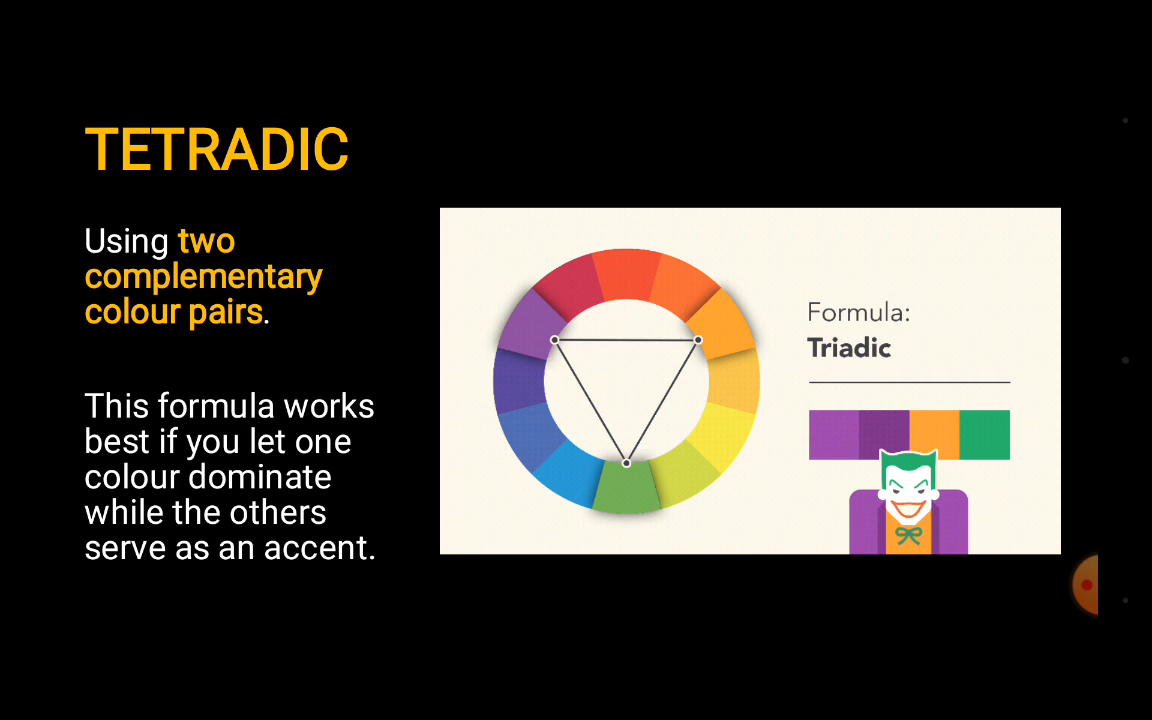 TETRADIC
Using two
complementary
colour pairs.
This formula works
best if you let one
colour dominate
while the others
serve as an accent.
Formula:
Triadic